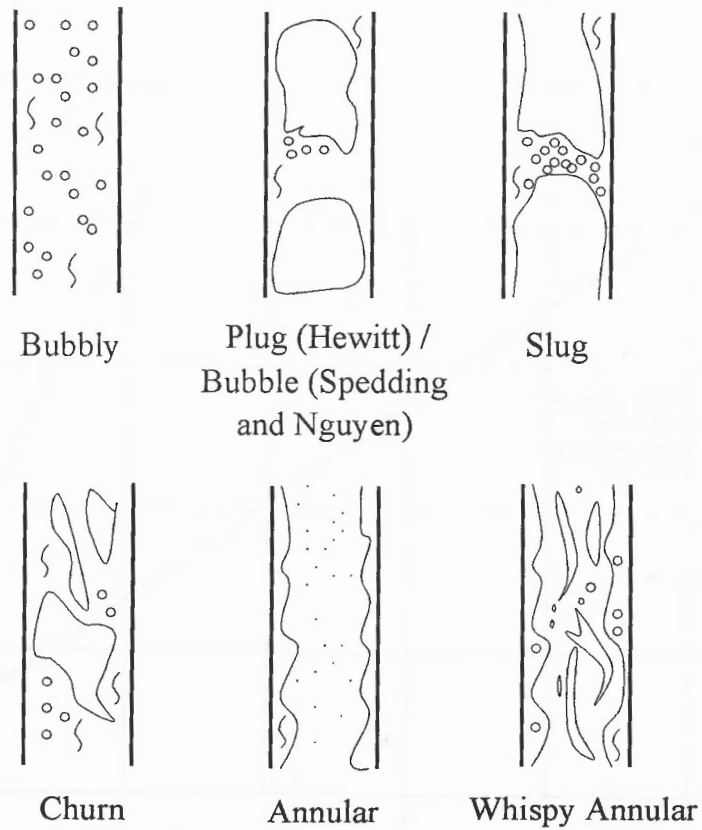 Bubbly
Plug (Hewitt) /
Bubble (Spedding
and Nguyen)
Slug
Churn
Annular
Whispy Annular